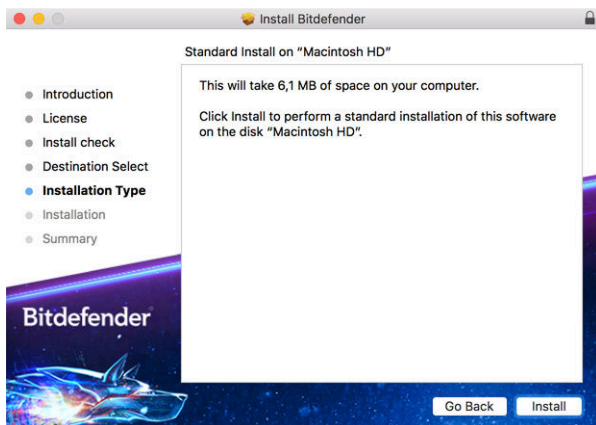 Install Bitdefender
Standard Install on “Macintosh HD”
Introduction
License
Install check
Destination Select
Installation Type
Installation
Summary
This will take 6,1 MB of space on your computer.
Click Install to perform a standard installation of this software
on the disk “Macintosh HD”.
Bitdefender
Go Back
Install